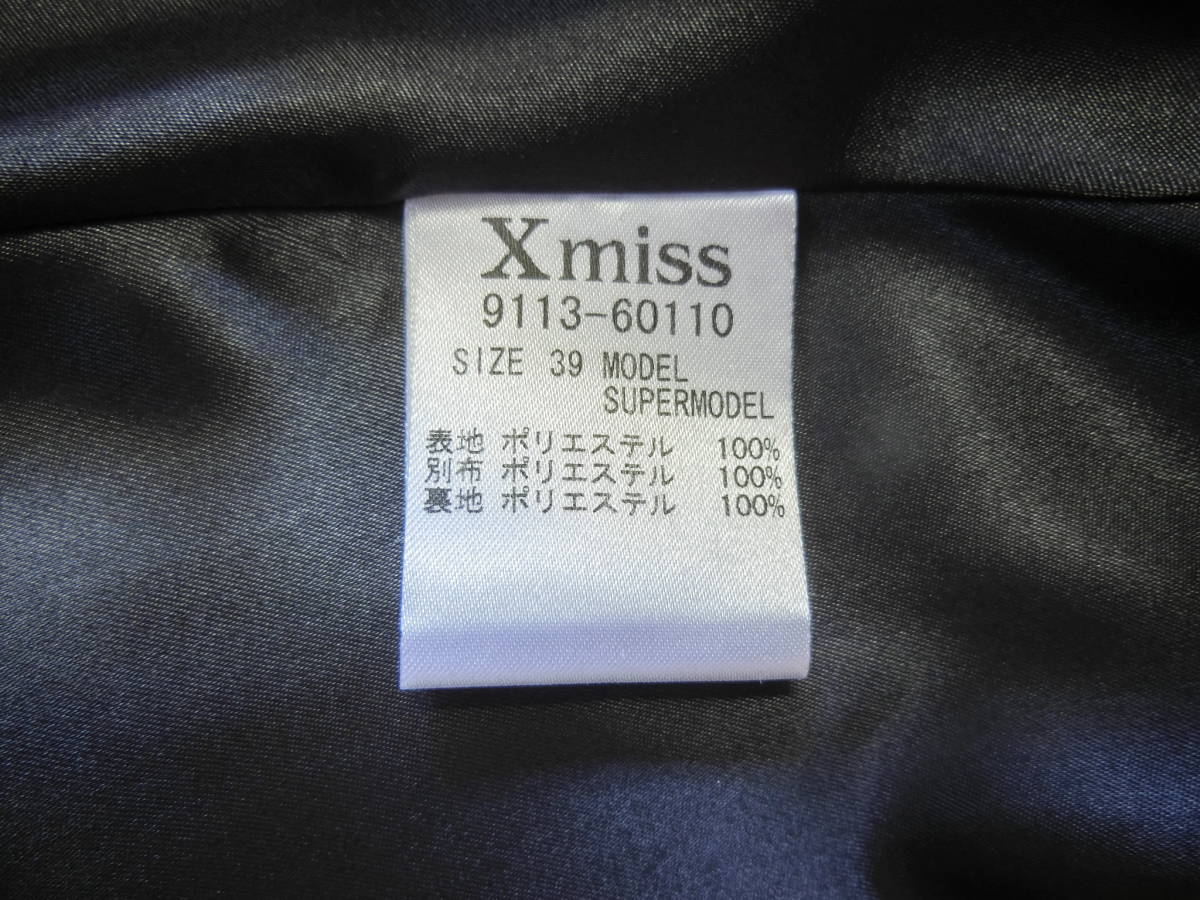 Xmiss
9113-60110
SIZE 39 MODEL
SUPERMODEL
表地 ポリエステル 100%
別布 ポリエステル 100%
裏地 ポリエステル 100%